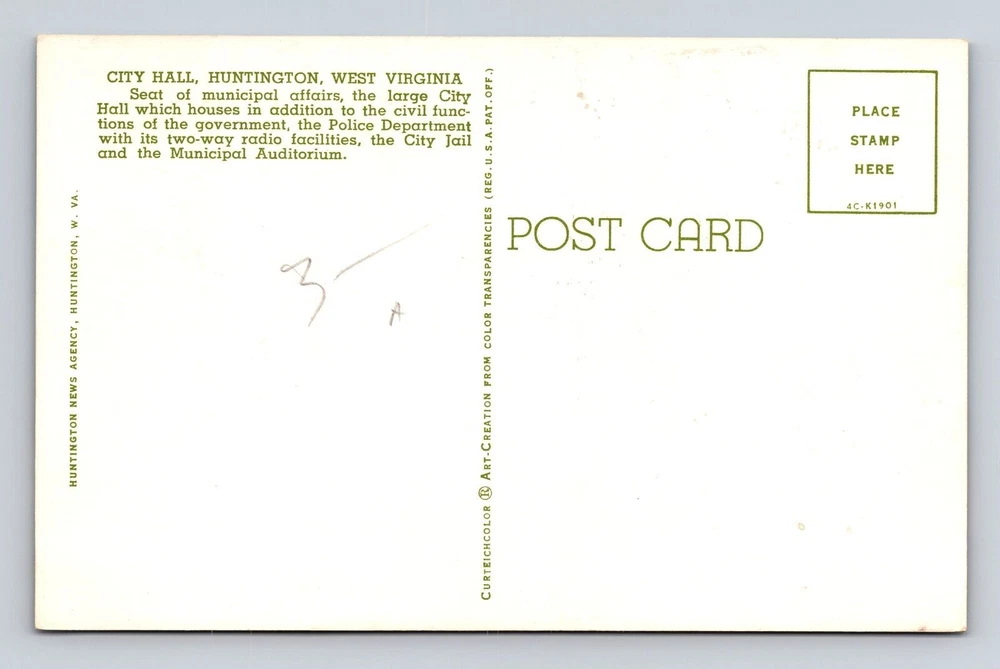 CITY HALL, HUNTINGTON, WEST VIRGINIA
Seat of municipal affairs, the large City
Hall which houses in addition to the civil func-
tions of the government, the Police Department
with its two-way radio facilities, the City Jail
and the Municipal Auditorium.
HUNTINGTON NEWS AGENCY, HUNTINGTON, W. VA.
3
A
CURTEICHCOLOR ® ART-CREATION FROM COLOR TRANSPARENCIES (REG. U.S.A. PAT. OFF.)
POST CARD
PLACE
STAMP
HERE
4C-K1901